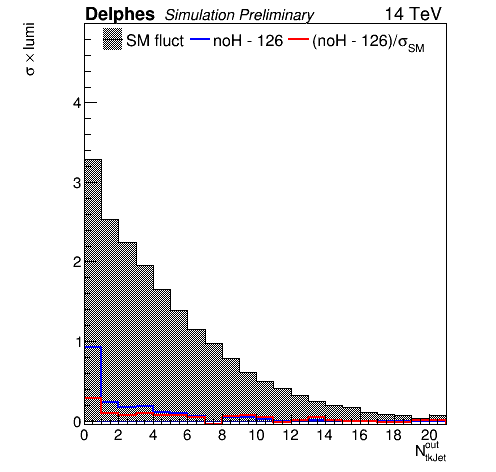 Delphes Simulation Preliminary 14 TeV
SM fluct noH - 126 (noH - 126)/σ_SM
σ × lumi
4
3
2
1
0
0 2 4 6 8 10 12 14 16 18 20
N^out_tkJet